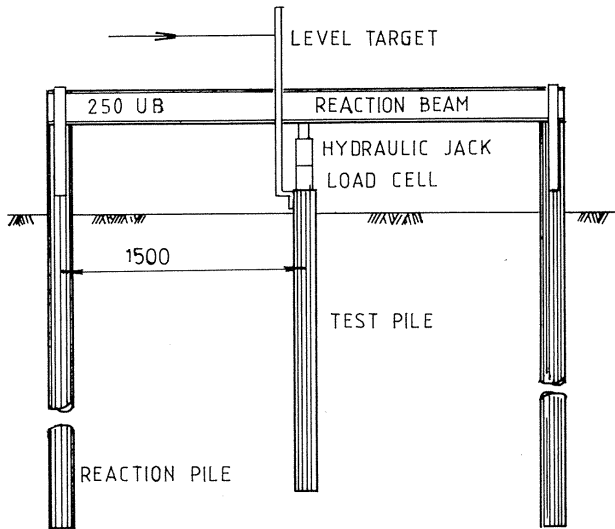 LEVEL TARGET
250 UB
REACTION BEAM
HYDRAULIC JACK
LOAD CELL
1500
TEST PILE
REACTION PILE